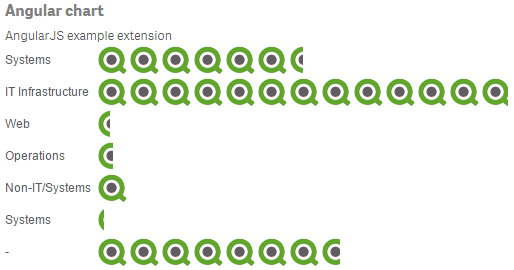 Angular chart
AngularJS example extension
Systems
IT Infrastructure
Web
Operations
Non-IT/Systems
Systems
-